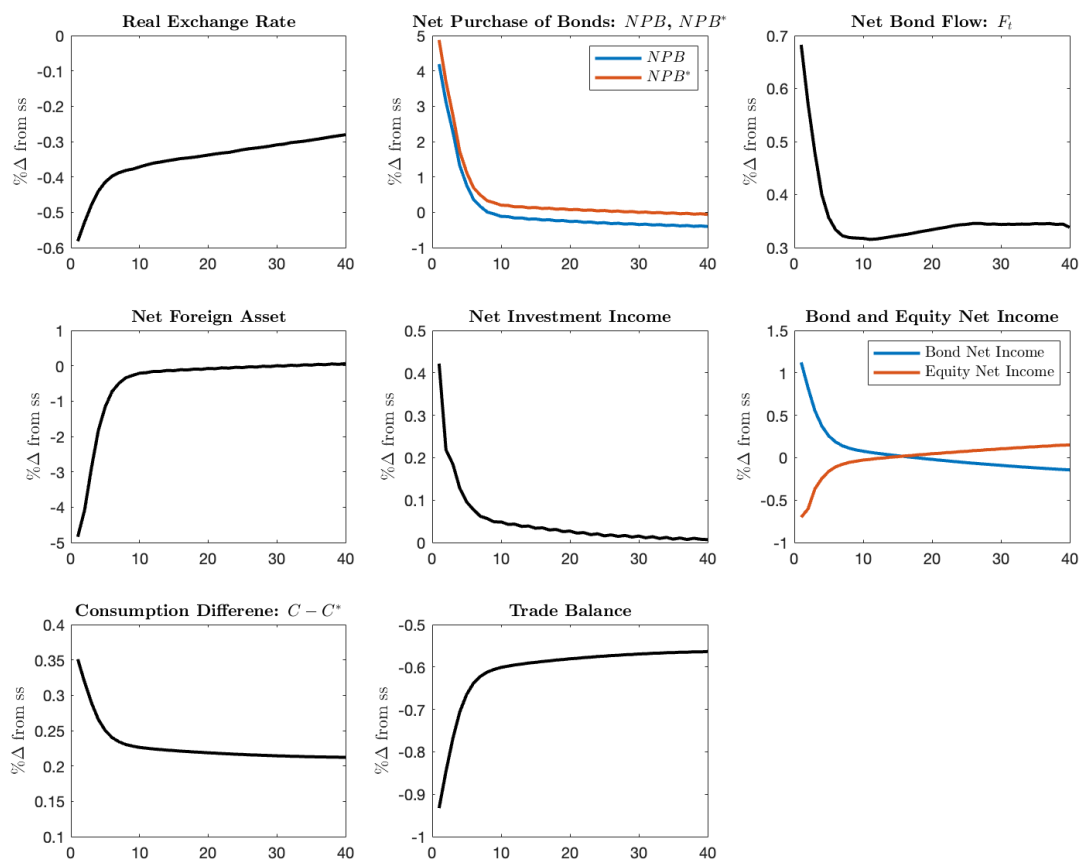 Real Exchange Rate
%Δ from ss
0
-0.1
-0.2
-0.3
-0.4
-0.5
-0.6
0 10 20 30 40
Net Purchase of Bonds: NPB, NPB*
%Δ from ss
5
4
3
2
1
0
-1
0 10 20 30 40
NPB
NPB*
Net Bond Flow: F_t
%Δ from ss
0.7
0.6
0.5
0.4
0.3
0 10 20 30 40
Net Foreign Asset
%Δ from ss
1
0
-1
-2
-3
-4
-5
0 10 20 30 40
Net Investment Income
%Δ from ss
0.5
0.4
0.3
0.2
0.1
0
0 10 20 30 40
Bond and Equity Net Income
%Δ from ss
1.5
1
0.5
0
-0.5
-1
0 10 20 30 40
Bond Net Income
Equity Net Income
Consumption Differene: C − C*
%Δ from ss
0.4
0.35
0.3
0.25
0.2
0.15
0.1
0 10 20 30 40
Trade Balance
%Δ from ss
-0.5
-0.6
-0.7
-0.8
-0.9
-1
0 10 20 30 40